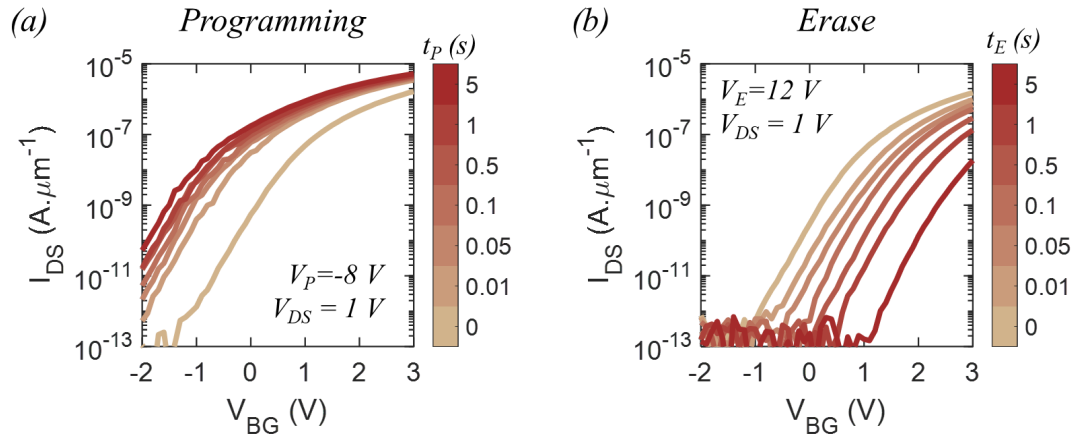 (a) Programming
t_P (s)
10^-5
10^-7
10^-9
10^-11
10^-13
I_DS (A.μm^-1)
V_P=-8 V
V_DS = 1 V
-2 -1 0 1 2 3
V_BG (V)
5
1
0.5
0.1
0.05
0.01
0
(b) Erase
t_E (s)
10^-5
10^-7
10^-9
10^-11
10^-13
I_DS (A.μm^-1)
V_E=12 V
V_DS = 1 V
-2 -1 0 1 2 3
V_BG (V)
5
1
0.5
0.1
0.05
0.01
0